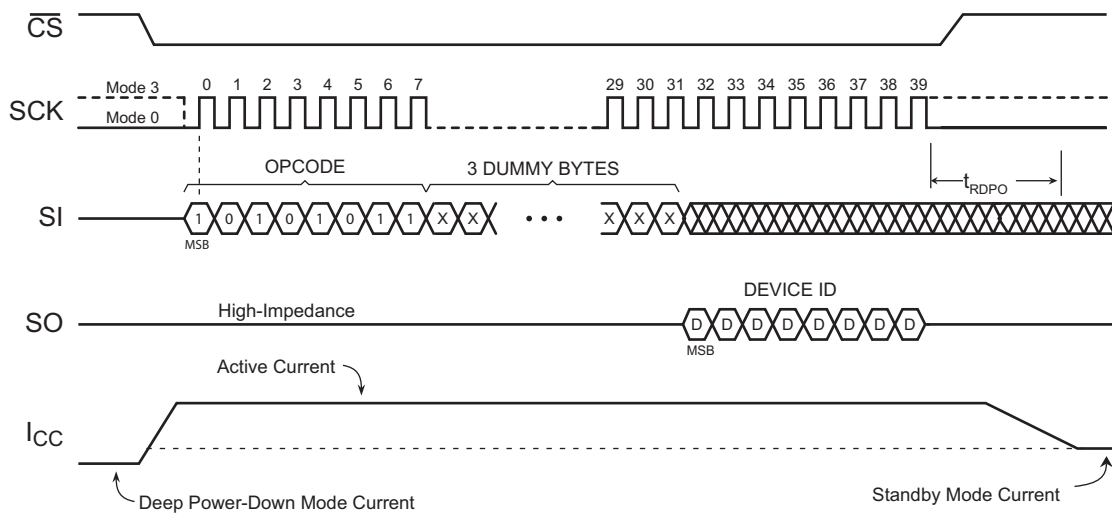 CS
Mode 3
0 1 2 3 4 5 6 7 29 30 31 32 33 34 35 36 37 38 39
SCK
Mode 0
OPCODE
3 DUMMY BYTES
tRDPO
SI
1 0 1 0 1 0 1 1 X X • • • X X X
MSB
DEVICE ID
High-Impedance
SO
D D D D D D D D
MSB
Active Current
ICC
Deep Power-Down Mode Current
Standby Mode Current